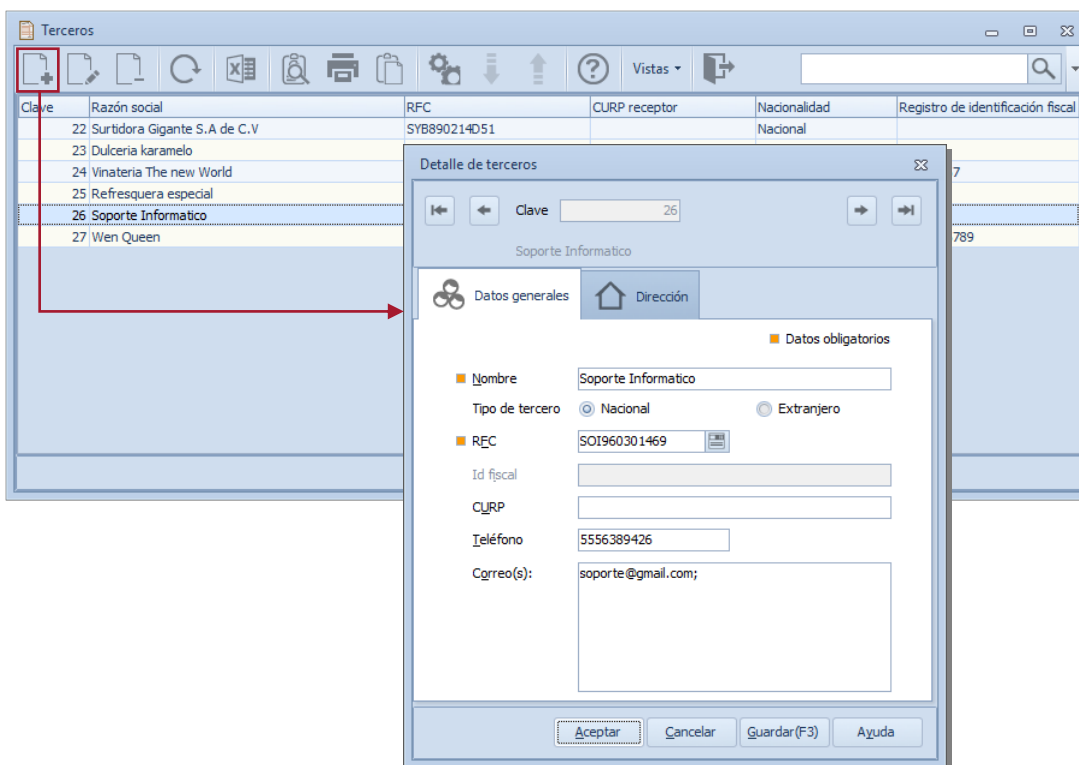 Terceros
Vistas
Clave Razón social RFC CURP receptor Nacionalidad Registro de identificación fiscal
22 Surtidora Gigante S.A de C.V SYB890214D51 Nacional
23 Dulceria karamelo
24 Vinateria The new World 7
25 Refresquera especial
26 Soporte Informatico
27 Wen Queen 789
Detalle de terceros
Clave 26
Soporte Informatico
Datos generales Dirección
Datos obligatorios
Nombre Soporte Informatico
Tipo de tercero Nacional Extranjero
RFC SOI960301469
Id fiscal
CURP
Teléfono 5556389426
Correo(s): soporte@gmail.com;
Aceptar Cancelar Guardar(F3) Ayuda